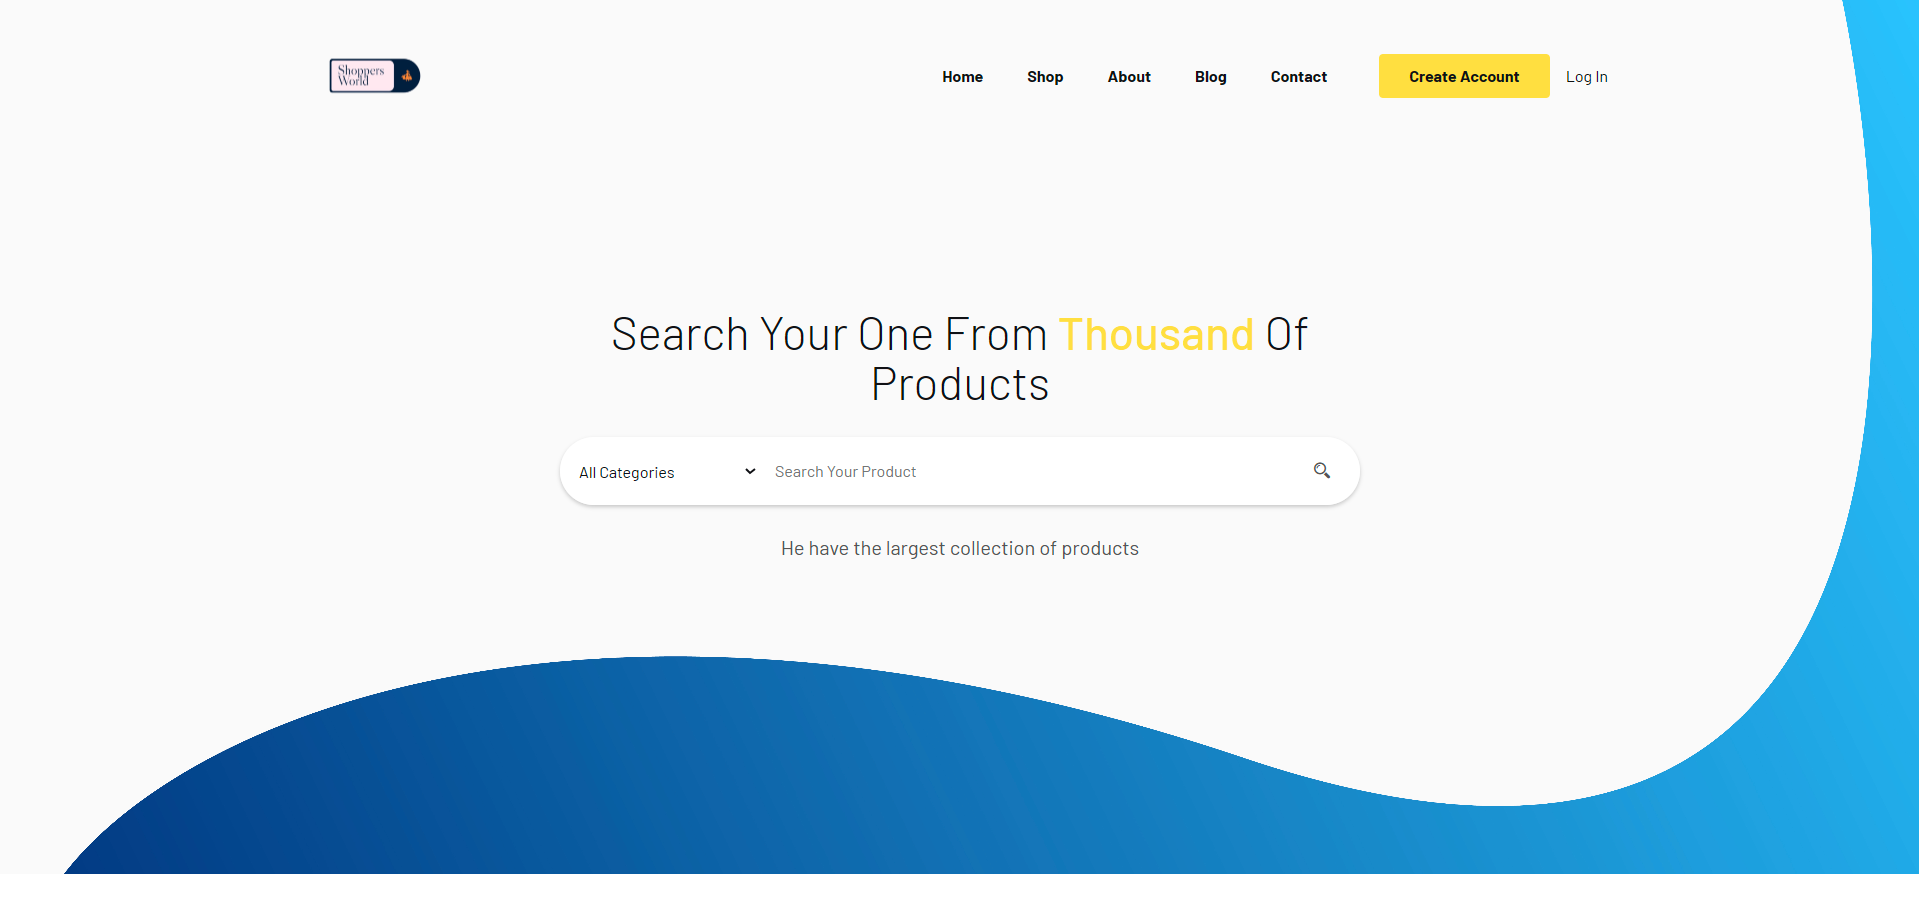 Shoppers
World
Home Shop About Blog Contact Create Account Log In
Search Your One From Thousand Of
Products
All Categories Search Your Product
He have the largest collection of products